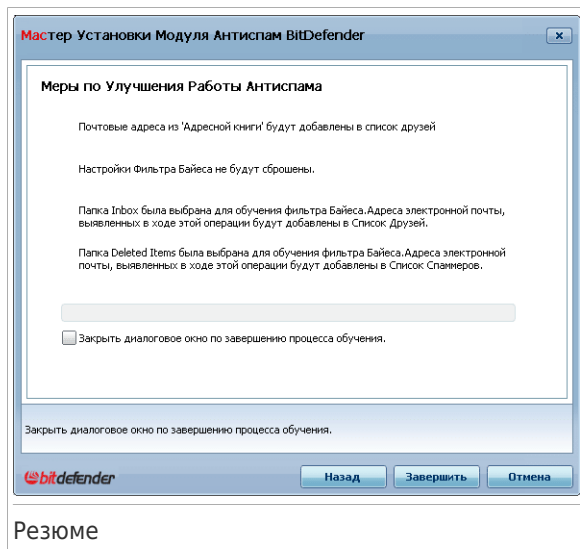 Мастер Установки Модуля Антиспам BitDefender
Меры по Улучшения Работы Антиспама
Почтовые адреса из 'Адресной книги' будут добавлены в список друзей
Настройки Фильтра Байеса не будут сброшены.
Папка Inbox была выбрана для обучения фильтра Байеса.Адреса электронной почты,
выявленных в ходе этой операции будут добавлены в Список Друзей.
Папка Deleted Items была выбрана для обучения фильтра Байеса.Адреса электронной
почты, выявленных в ходе этой операции будут добавлены в Список Спаммеров.
Закрыть диалоговое окно по завершению процесса обучения.
Закрыть диалоговое окно по завершению процесса обучения.
bitdefender
Назад Завершить Отмена
Резюме